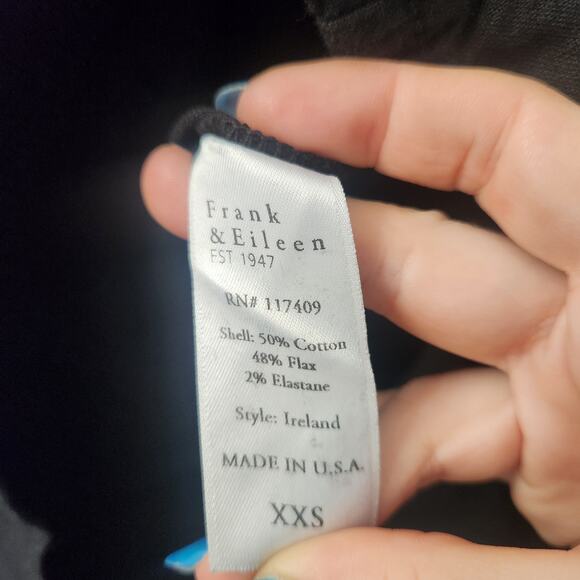 Frank
& Eileen
EST 1947
RN# 117409
Shell: 50% Cotton
48% Flax
2% Elastane
Style: Ireland
MADE IN U.S.A.
XXS